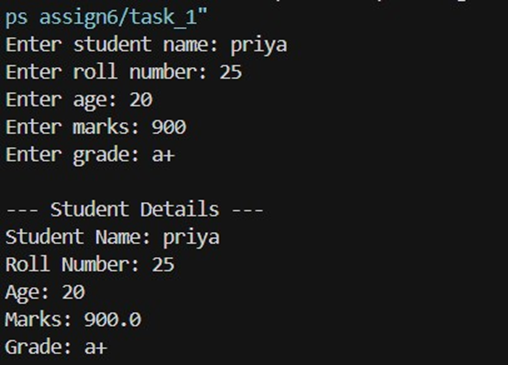 ps assign6/task_1"
Enter student name: priya
Enter roll number: 25
Enter age: 20
Enter marks: 900
Enter grade: a+
--- Student Details ---
Student Name: priya
Roll Number: 25
Age: 20
Marks: 900.0
Grade: a+